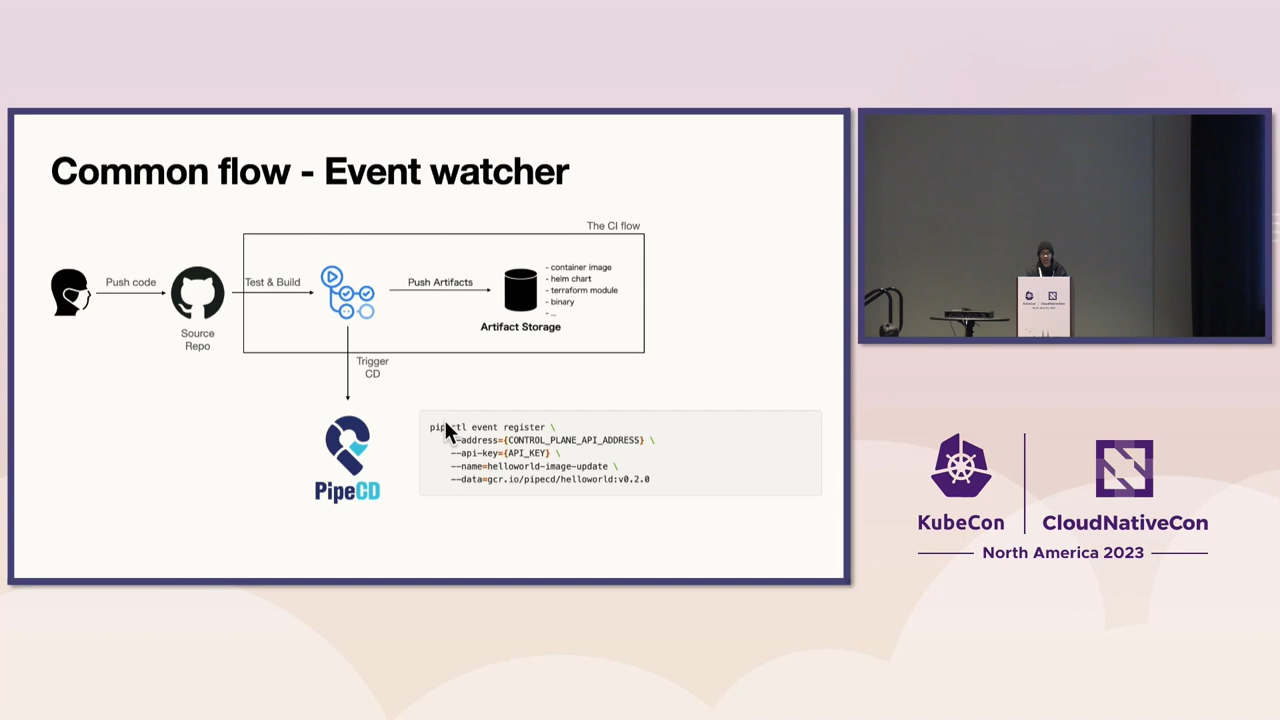 Common flow - Event watcher
The CI flow
Push code
Test & Build
Push Artifacts
- container image
- helm chart
- terraform module
- binary
- ...
Artifact Storage
Source
Repo
Trigger
CD
PipeCD
pipectl event register \
--address={CONTROL_PLANE_API_ADDRESS} \
--api-key={API_KEY} \
--name=helloworld-image-update \
--data=gcr.io/pipecd/helloworld:v0.2.0
KubeCon
CloudNativeCon
North America 2023